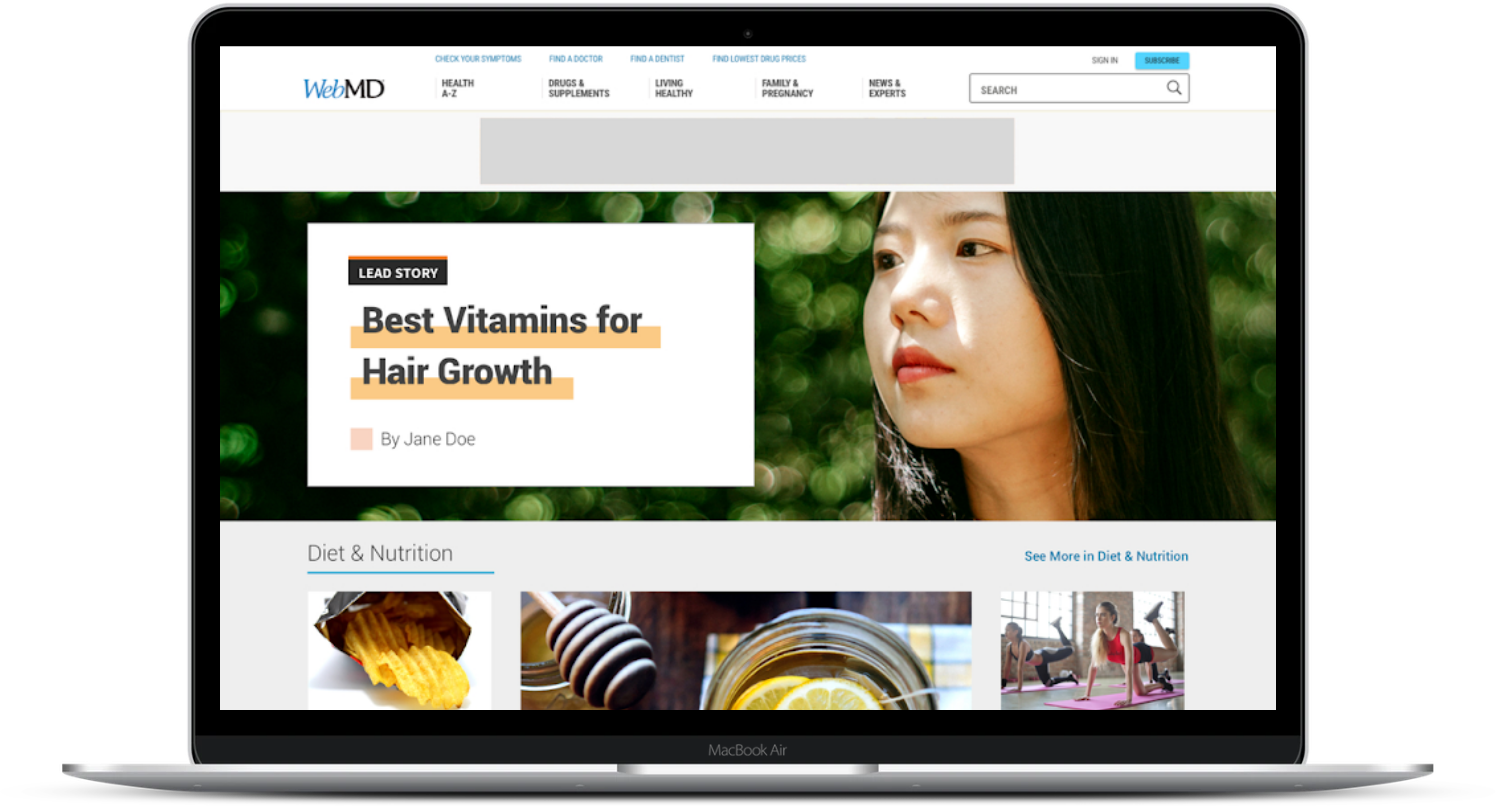 CHECK YOUR SYMPTOMS
FIND A DOCTOR
FIND A DENTIST
FIND LOWEST DRUG PRICES
SIGN IN
SUBSCRIBE
WebMD
HEALTH
A-Z
DRUGS &
SUPPLEMENTS
LIVING
HEALTHY
FAMILY &
PREGNANCY
NEWS &
EXPERTS
SEARCH
LEAD STORY
Best Vitamins for
Hair Growth
By Jane Doe
Diet & Nutrition
See More in Diet & Nutrition
MacBook Air